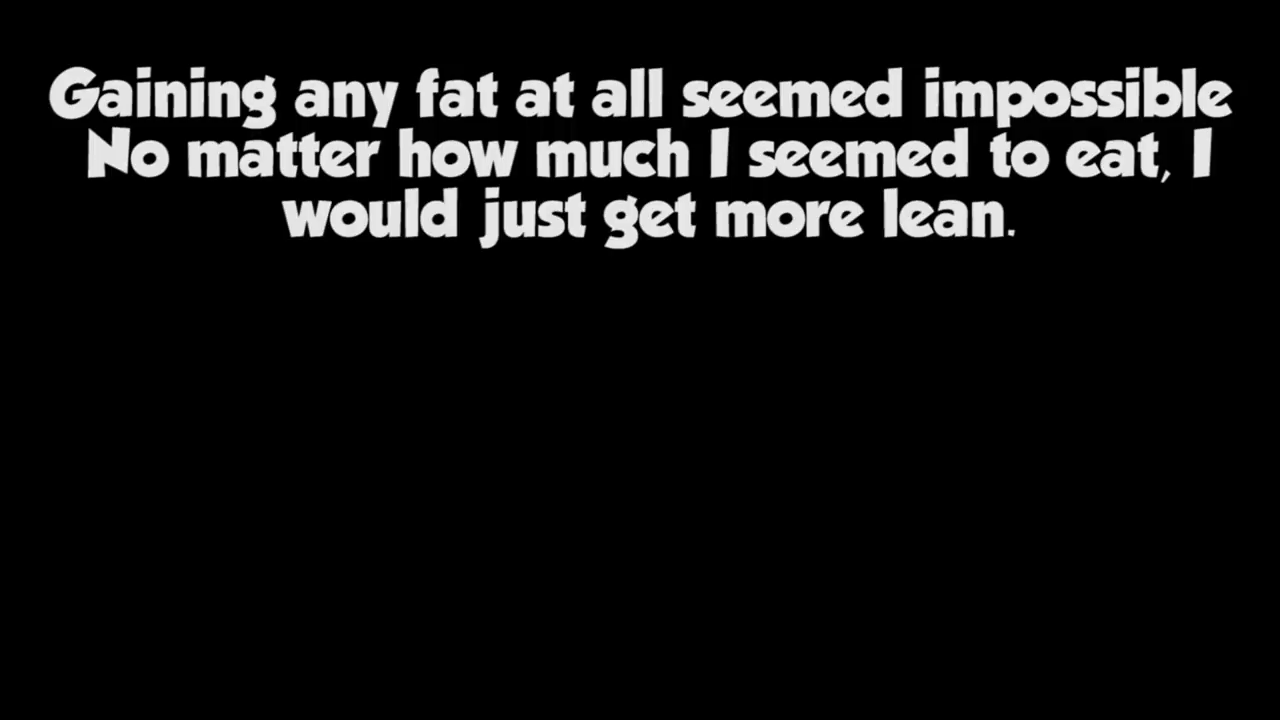 Gaining any fat at all seemed impossible
No matter how much I seemed to eat, I
would just get more lean.